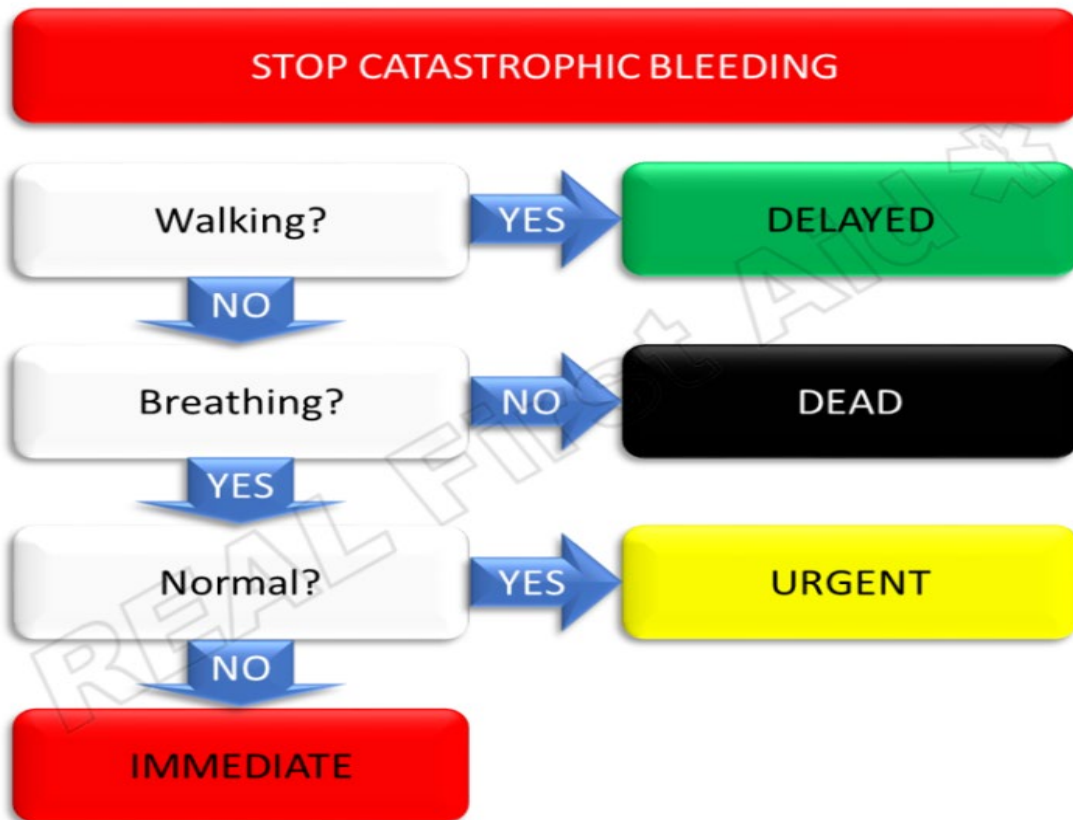 STOP CATASTROPHIC BLEEDING
Walking?
YES
DELAYED
NO
Breathing?
NO
DEAD
YES
Normal?
YES
URGENT
NO
IMMEDIATE
REAL First Aid